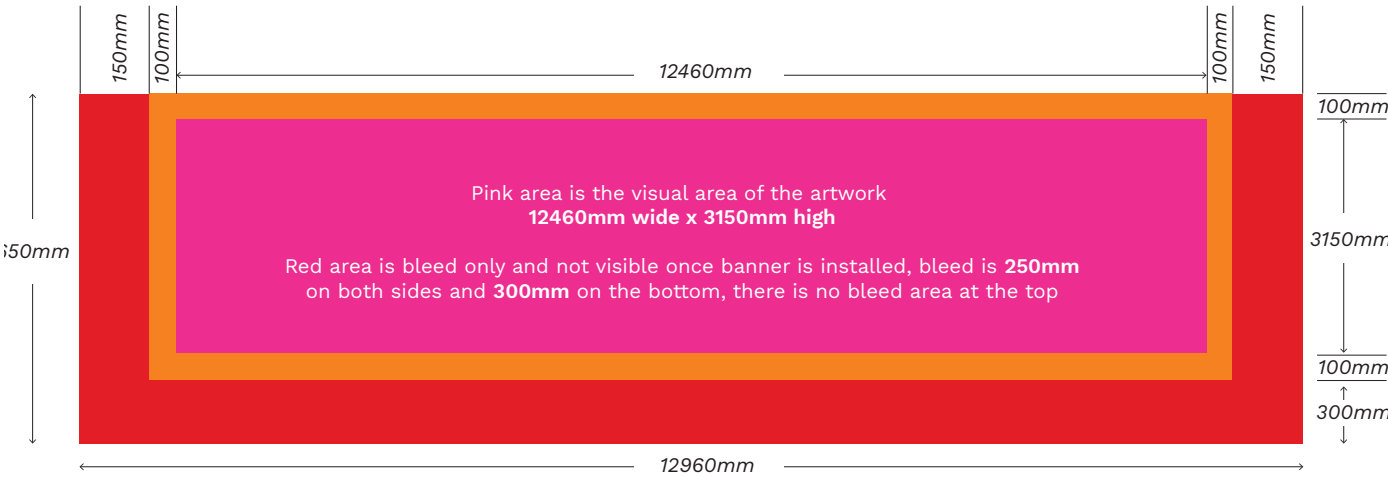 150mm
100mm
12460mm
100mm
150mm
100mm
Pink area is the visual area of the artwork
12460mm wide x 3150mm high
3150mm
650mm
Red area is bleed only and not visible once banner is installed, bleed is 250mm
on both sides and 300mm on the bottom, there is no bleed area at the top
100mm
300mm
12960mm